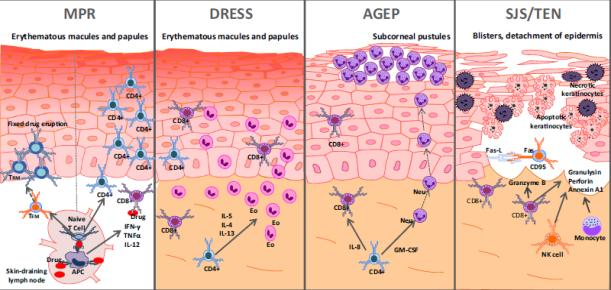 MPR
Erythematous macules and papules
CD4+
CD4+
CD4+
CD4+
Fixed drug eruption
CD4+
CD4+
TRM
CD4+
CD8+
TEM
Naive
T Cell
Drug
IFN-γ
TNFα
IL-12
Drug
APC
Skin-draining
lymph node
DRESS
Erythematous macules and papules
CD8+
CD8+
CD4+
CD8+
IL-5
IL-4
IL-13
Eo
Eo
Eo
CD4+
AGEP
Subcorneal pustules
CD8+
CD8+
Neu
Neu
IL-8
GM-CSF
CD4+
SJS/TEN
Blisters, detachment of epidermis
Necrotic
keratinocytes
Apoptotic
keratinocytes
Fas-L
Fas
CD95
Granzyme B
Granulysin
Perforin
Annexin A1
CD8+
CD8+
NK cell
Monocyte